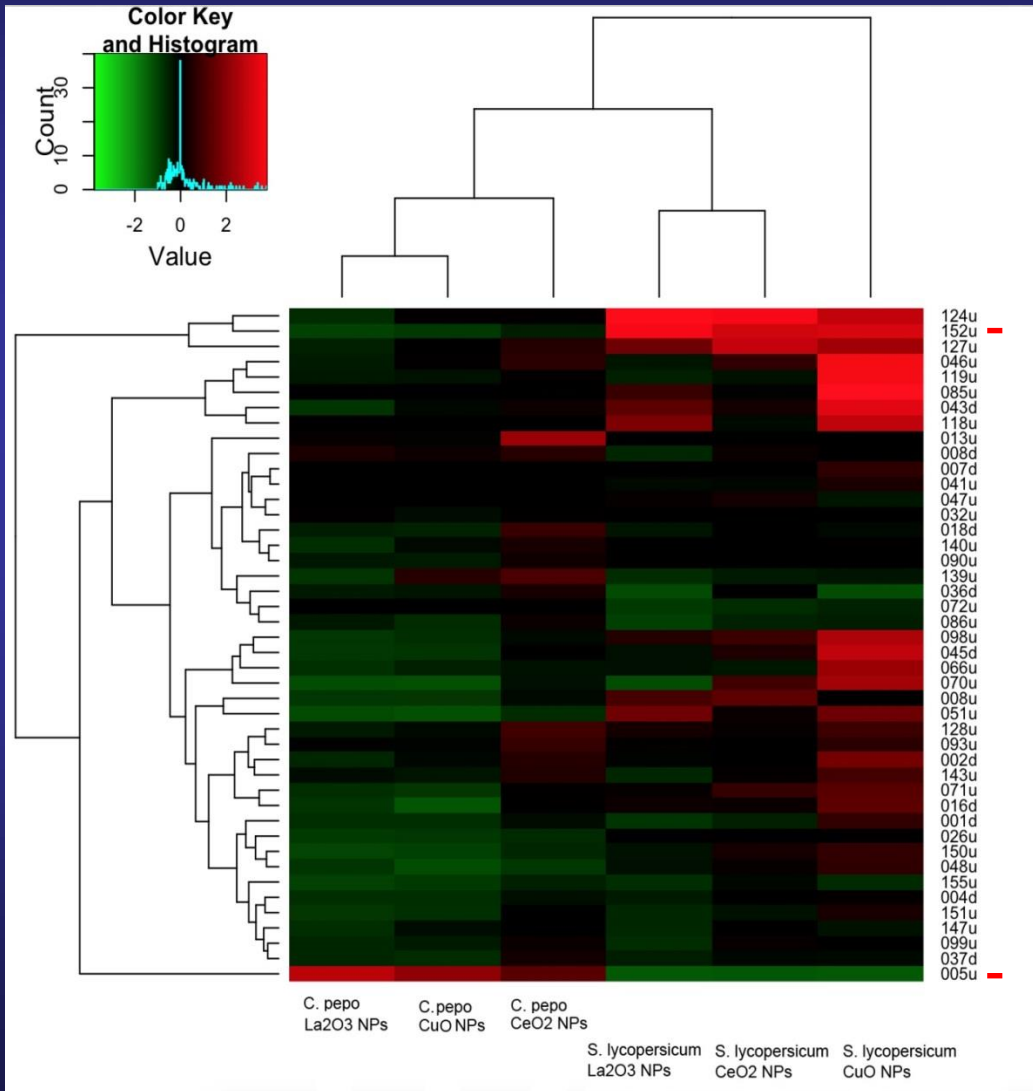 Color Key
and Histogram
Count
0 10 30
-2 0 2
Value
124u
152u
127u
046u
119u
085u
043d
118u
013u
008d
007d
041u
047u
032u
018d
140u
090u
139u
036d
072u
086u
098u
045d
066u
070u
008u
051u
128u
093u
002d
143u
071u
016d
001d
026u
150u
048u
155u
004d
151u
147u
099u
037d
005u
C. pepo
La2O3 NPs
C. pepo
CuO NPs
C. pepo
CeO2 NPs
S. lycopersicum
La2O3 NPs
S. lycopersicum
CeO2 NPs
S. lycopersicum
CuO NPs